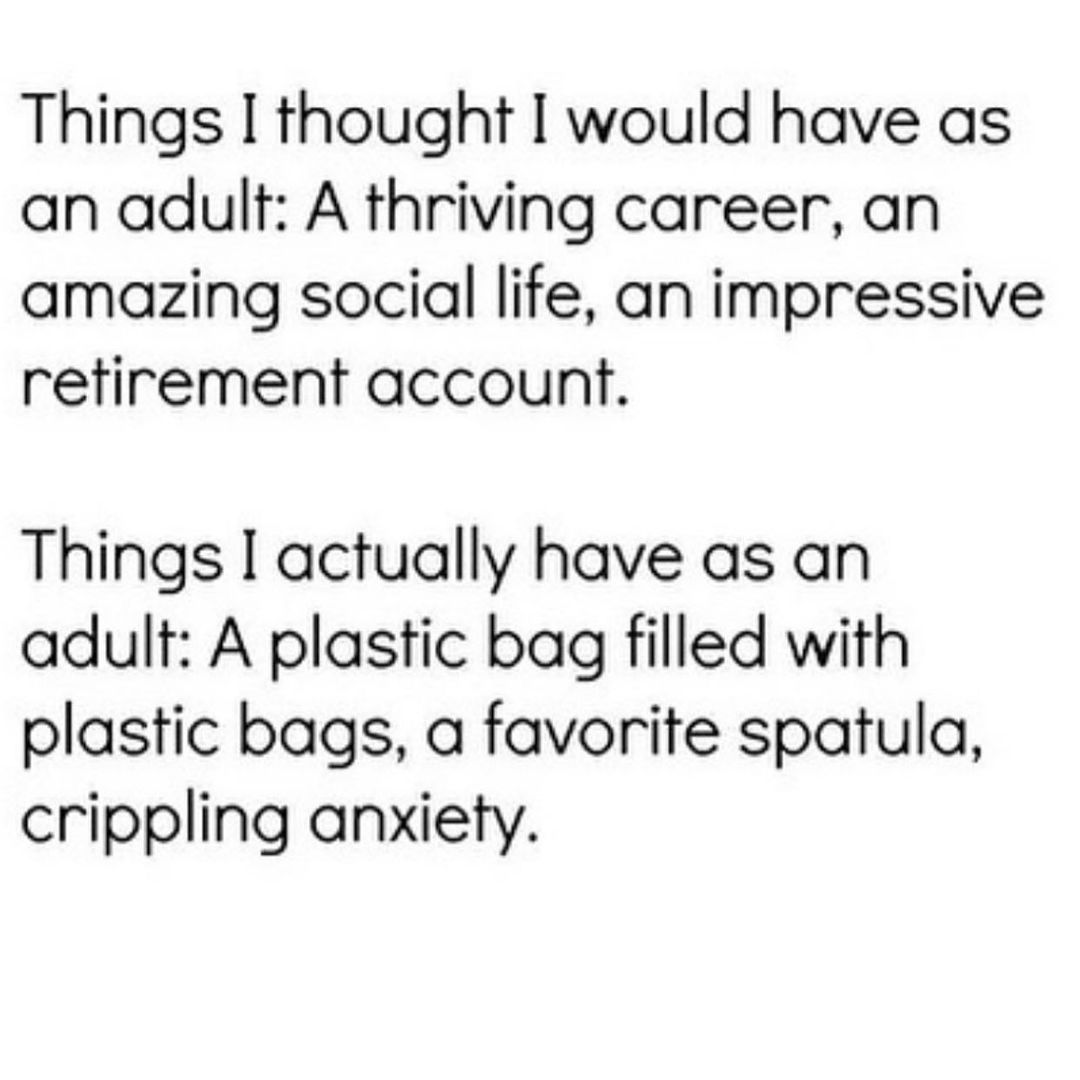 Things I thought I would have as
an adult: A thriving career, an
amazing social life, an impressive
retirement account.
Things I actually have as an
adult: A plastic bag filled with
plastic bags, a favorite spatula,
crippling anxiety.